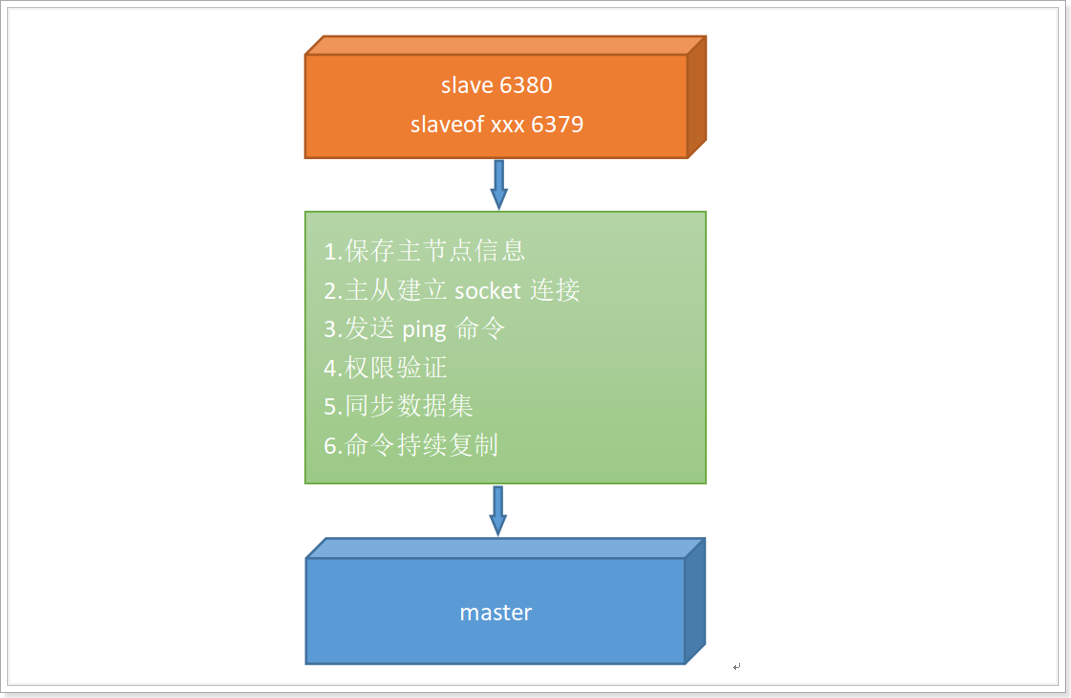 slave 6380
slaveof xxx 6379
1.保存主节点信息
2.主从建立 socket 连接
3.发送 ping 命令
4.权限验证
5.同步数据集
6.命令持续复制
master